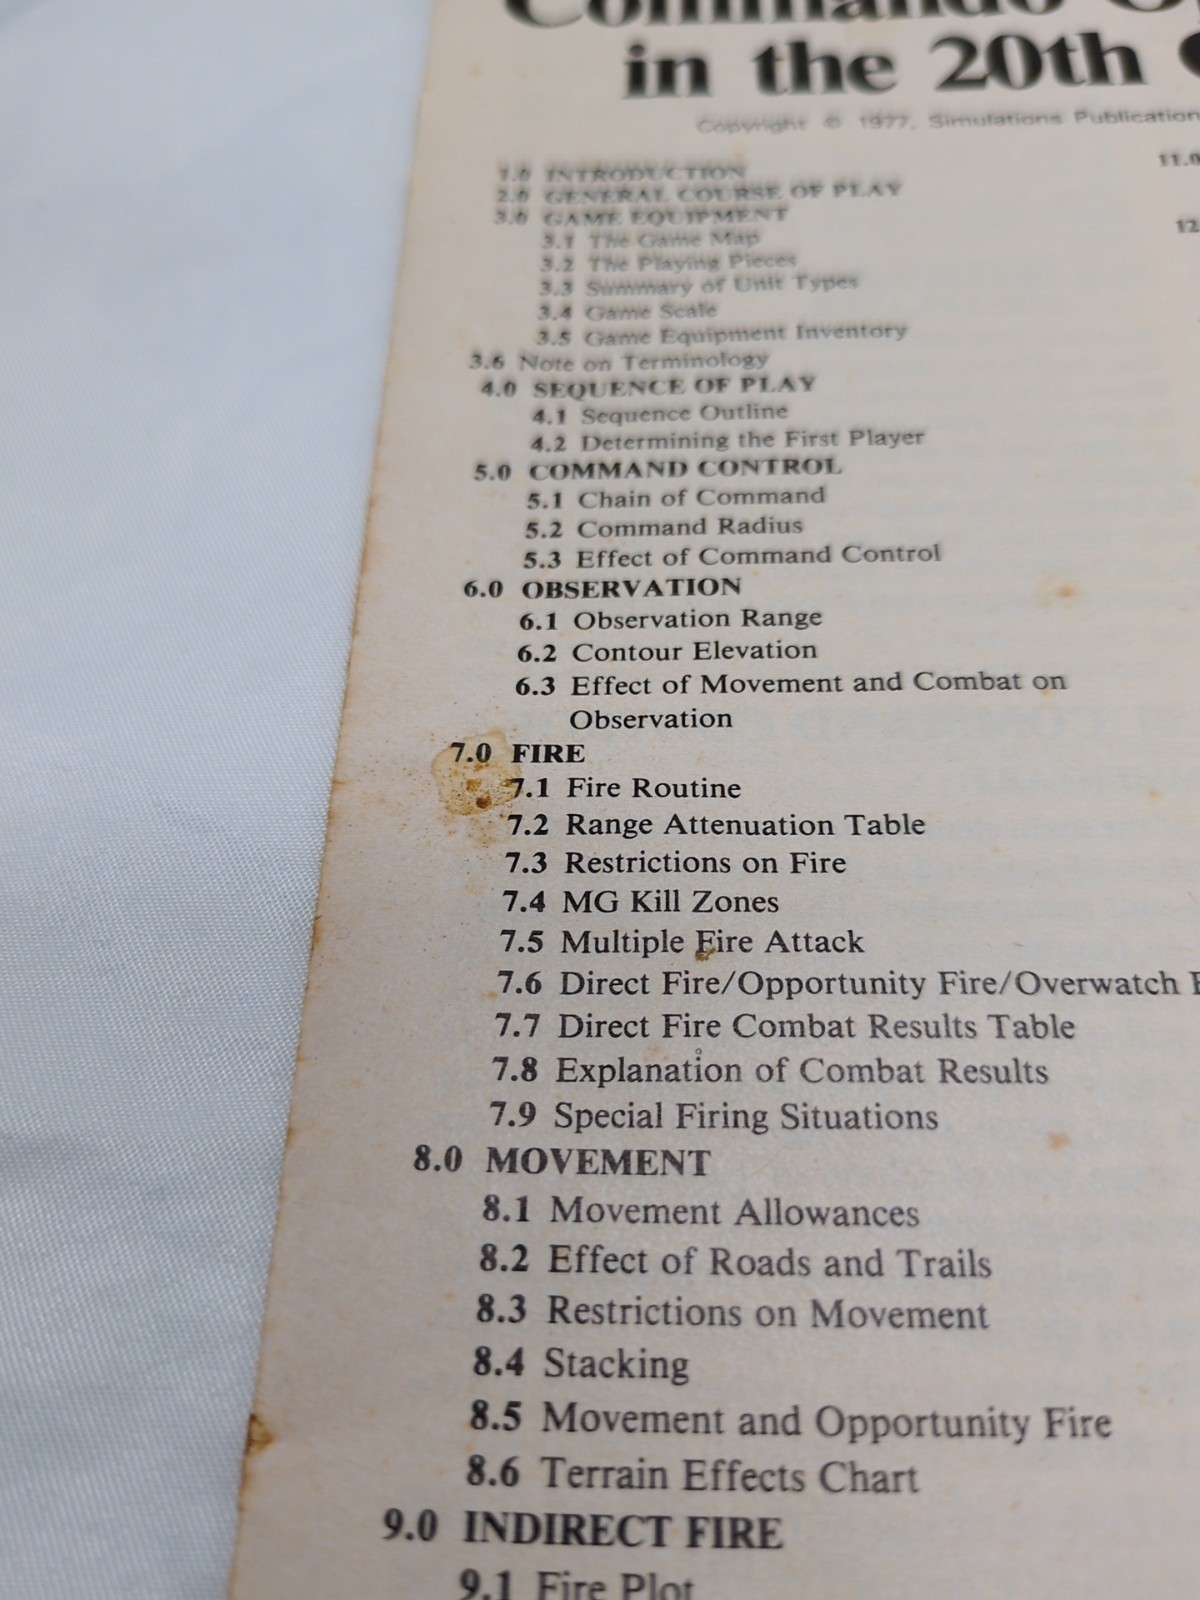 Commando
in the 20th
Copyright © 1977, Simulations Publication
1.0 INTRODUCTION
2.0 GENERAL COURSE OF PLAY
3.0 GAME EQUIPMENT
3.1 The Game Map
3.2 The Playing Pieces
3.3 Summary of Unit Types
3.4 Game Scale
3.5 Game Equipment Inventory
3.6 Note on Terminology
4.0 SEQUENCE OF PLAY
4.1 Sequence Outline
4.2 Determining the First Player
5.0 COMMAND CONTROL
5.1 Chain of Command
5.2 Command Radius
5.3 Effect of Command Control
6.0 OBSERVATION
6.1 Observation Range
6.2 Contour Elevation
6.3 Effect of Movement and Combat on
Observation
7.0 FIRE
7.1 Fire Routine
7.2 Range Attenuation Table
7.3 Restrictions on Fire
7.4 MG Kill Zones
7.5 Multiple Fire Attack
7.6 Direct Fire/Opportunity Fire/Overwatch
7.7 Direct Fire Combat Results Table
7.8 Explanation of Combat Results
7.9 Special Firing Situations
8.0 MOVEMENT
8.1 Movement Allowances
8.2 Effect of Roads and Trails
8.3 Restrictions on Movement
8.4 Stacking
8.5 Movement and Opportunity Fire
8.6 Terrain Effects Chart
9.0 INDIRECT FIRE
9.1 Fire Plot
11.0
12